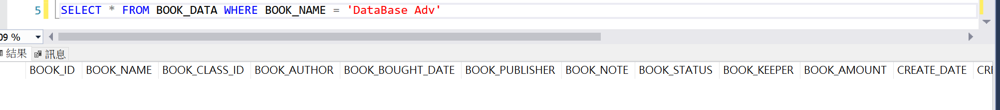 5 SELECT * FROM BOOK_DATA WHERE BOOK_NAME = 'DataBase Adv'
09 %
結果 訊息
BOOK_ID BOOK_NAME BOOK_CLASS_ID BOOK_AUTHOR BOOK_BOUGHT_DATE BOOK_PUBLISHER BOOK_NOTE BOOK_STATUS BOOK_KEEPER BOOK_AMOUNT CREATE_DATE